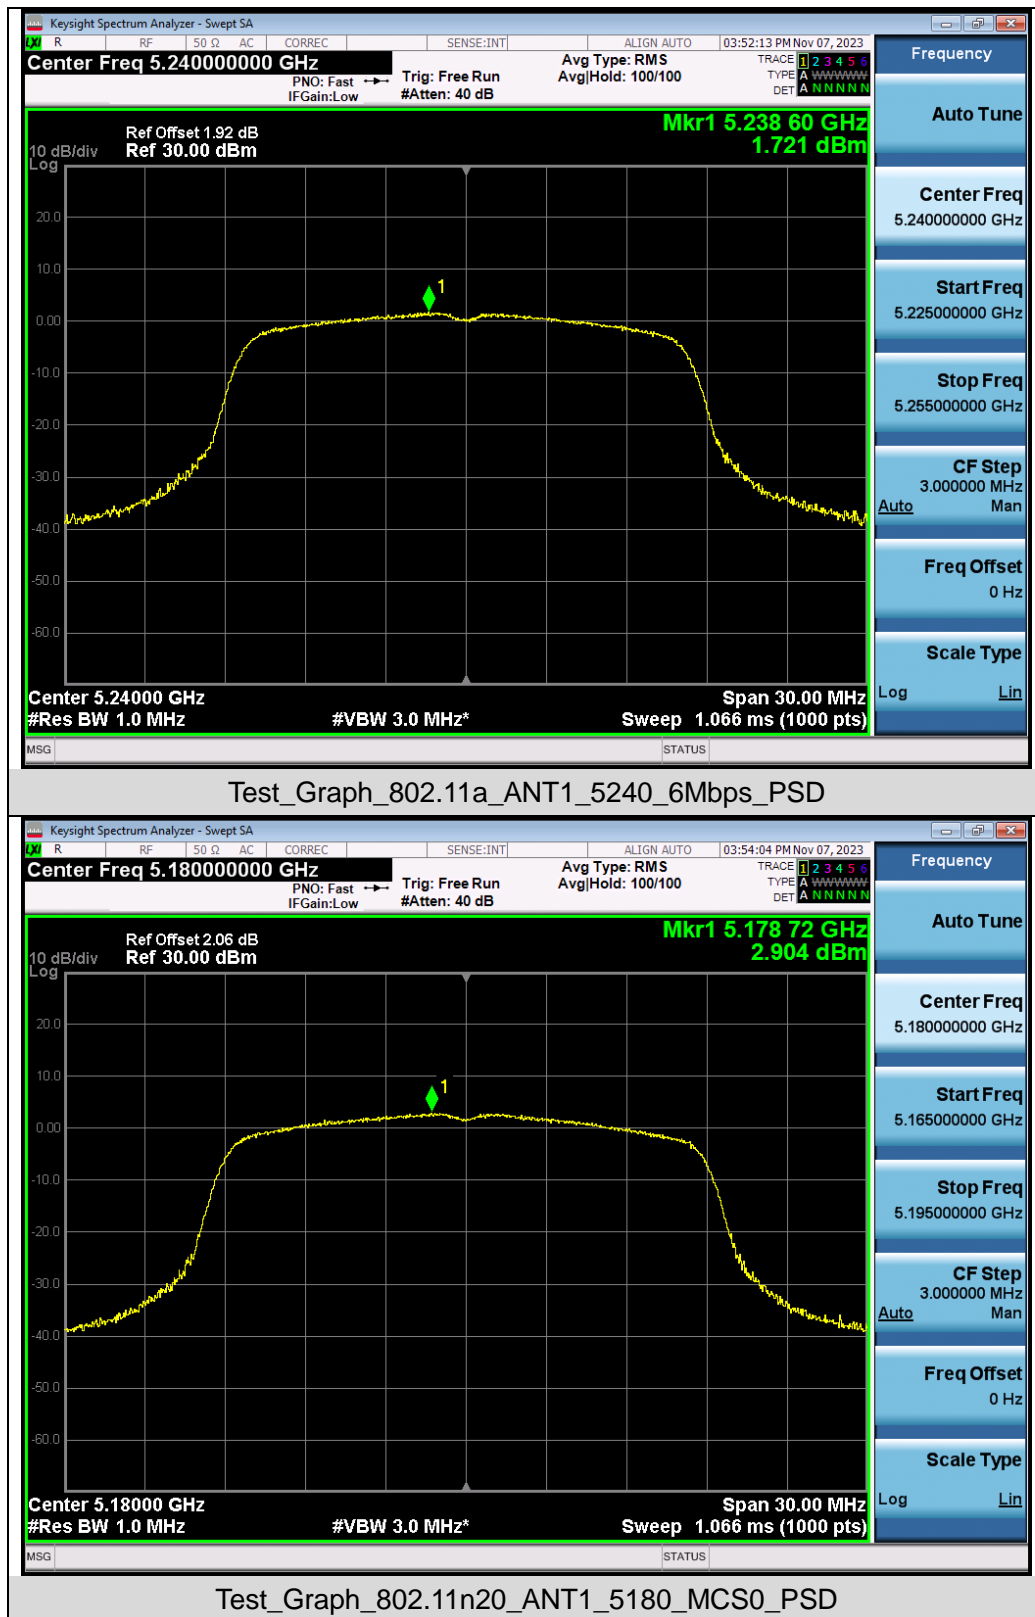 Keysight Spectrum Analyzer - Swept SA
LXI R RF 50 Ω AC CORREC SENSE:INT ALIGN AUTO 03:52:13 PM Nov 07, 2023
Center Freq 5.240000000 GHz
PNO: Fast
IFGain:Low
Trig: Free Run
#Atten: 40 dB
Avg Type: RMS
Avg|Hold: 100/100
TRACE 1 2 3 4 5 6
TYPE A WWWWW
DET A N N N N N
Frequency
Auto Tune
Center Freq
5.240000000 GHz
Start Freq
5.225000000 GHz
Stop Freq
5.255000000 GHz
CF Step
3.000000 MHz
Auto Man
Freq Offset
0 Hz
Scale Type
Log Lin
Mkr1 5.238 60 GHz
1.721 dBm
Ref Offset 1.92 dB
10 dB/div Ref 30.00 dBm
Log
20.0
10.0
1
0.00
-10.0
-20.0
-30.0
-40.0
-50.0
-60.0
Center 5.24000 GHz Span 30.00 MHz
#Res BW 1.0 MHz #VBW 3.0 MHz* Sweep 1.066 ms (1000 pts)
MSG STATUS
Test_Graph_802.11a_ANT1_5240_6Mbps_PSD
Keysight Spectrum Analyzer - Swept SA
LXI R RF 50 Ω AC CORREC SENSE:INT ALIGN AUTO 03:54:04 PM Nov 07, 2023
Center Freq 5.180000000 GHz
PNO: Fast
IFGain:Low
Trig: Free Run
#Atten: 40 dB
Avg Type: RMS
Avg|Hold: 100/100
TRACE 1 2 3 4 5 6
TYPE A WWWWW
DET A N N N N N
Frequency
Auto Tune
Center Freq
5.180000000 GHz
Start Freq
5.165000000 GHz
Stop Freq
5.195000000 GHz
CF Step
3.000000 MHz
Auto Man
Freq Offset
0 Hz
Scale Type
Log Lin
Mkr1 5.178 72 GHz
2.904 dBm
Ref Offset 2.06 dB
10 dB/div Ref 30.00 dBm
Log
20.0
10.0
1
0.00
-10.0
-20.0
-30.0
-40.0
-50.0
-60.0
Center 5.18000 GHz Span 30.00 MHz
#Res BW 1.0 MHz #VBW 3.0 MHz* Sweep 1.066 ms (1000 pts)
MSG STATUS
Test_Graph_802.11n20_ANT1_5180_MCS0_PSD